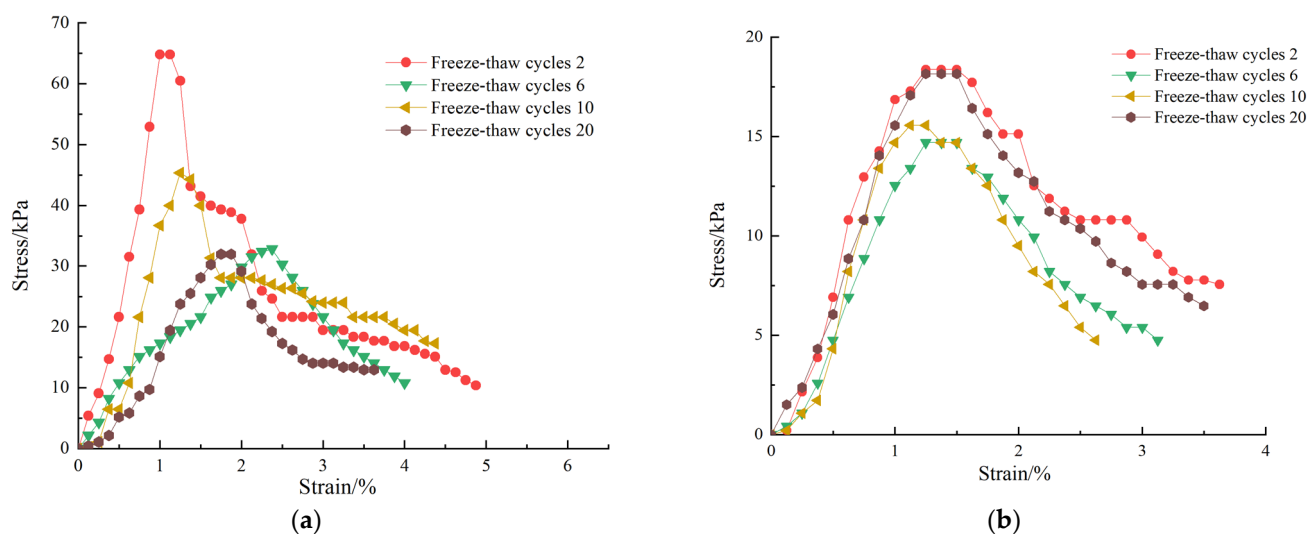 70
60
50
40
30
20
10
0
Stress/kPa
0 1 2 3 4 5 6
Strain/%
Freeze-thaw cycles 2
Freeze-thaw cycles 6
Freeze-thaw cycles 10
Freeze-thaw cycles 20
(a)
20
15
10
5
0
Stress/kPa
0 1 2 3 4
Strain/%
Freeze-thaw cycles 2
Freeze-thaw cycles 6
Freeze-thaw cycles 10
Freeze-thaw cycles 20
(b)